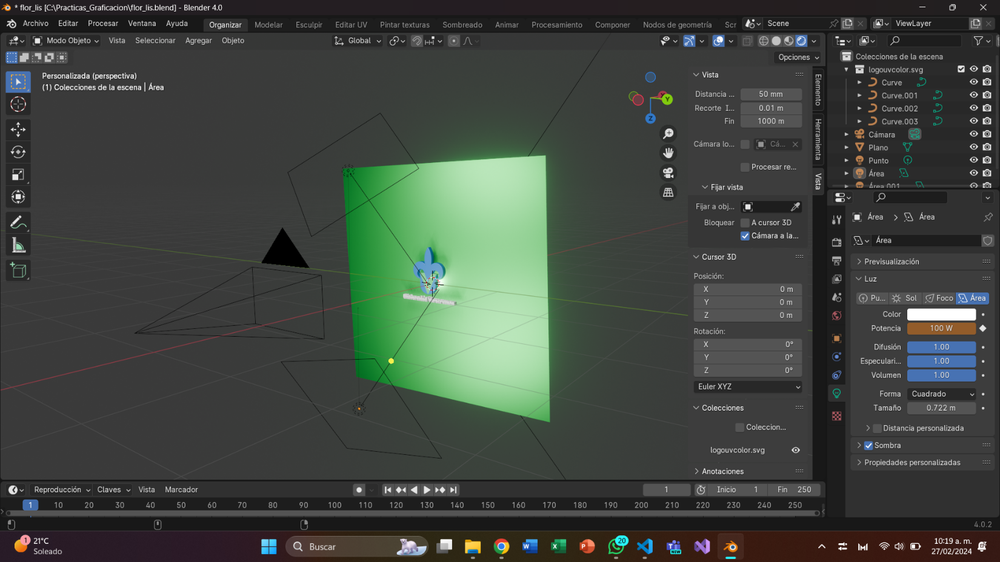 * flor_lis [C:\Practicas_Graficacion\flor_lis.blend] - Blender 4.0
Archivo Editar Procesar Ventana Ayuda
Organizar Modelar Esculpir Editar UV Pintar texturas Sombreado Animar Procesamiento Componer Nodos de geometría Scr
Scene
ViewLayer
Modo Objeto Vista Seleccionar Agregar Objeto
Global
Opciones
Personalizada (perspectiva)
(1) Colecciones de la escena | Área
Y
Z
Vista
Distancia ... 50 mm
Recorte I... 0.01 m
Fin 1000 m
Cámara lo... Cá...
Procesar re...
Fijar vista
Fijar a obj...
Bloquear A cursor 3D
Cámara a la...
Cursor 3D
Posición:
X 0 m
Y 0 m
Z 0 m
Rotación:
X 0°
Y 0°
Z 0°
Euler XYZ
Colecciones
Coleccion...
logouvcolor.svg
Anotaciones
Elemento
Herramienta
Vista
Colecciones de la escena
logouvcolor.svg
Curve
Curve.001
Curve.002
Curve.003
Cámara
Plano
Punto
Área
Área.001
Área > Área
Área
Previsualización
Luz
Pu... Sol Foco Área
Color
Potencia 100 W
Difusión 1.00
Especulari... 1.00
Volumen 1.00
Forma Cuadrado
Tamaño 0.722 m
Distancia personalizada
Sombra
Propiedades personalizadas
Reproducción Claves Vista Marcador
1 Inicio 1 Fin 250
1 10 20 30 40 50 60 70 80 90 100 110 120 130 140 150 160 170 180 190 200 210 220 230 240 250
4.0.2
1
21°C
Soleado
Buscar
20
NEW
10:19 a. m.
27/02/2024